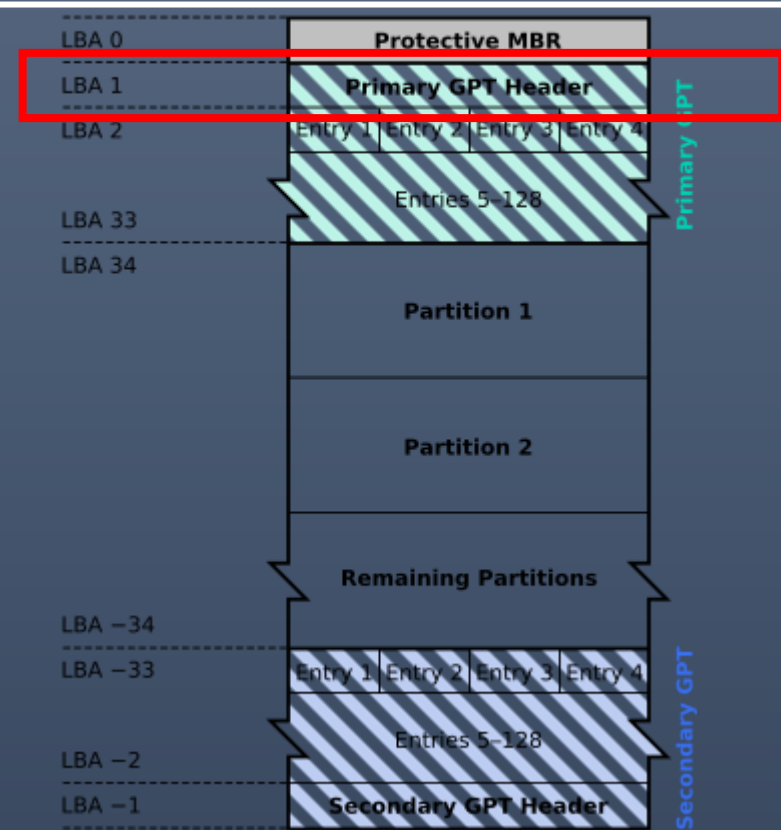 LBA 0
Protective MBR
LBA 1
Primary GPT Header
LBA 2
Entry 1 Entry 2 Entry 3 Entry 4
Entries 5–128
LBA 33
Primary GPT
LBA 34
Partition 1
Partition 2
Remaining Partitions
LBA −34
LBA −33
Entry 1 Entry 2 Entry 3 Entry 4
Entries 5–128
LBA −2
LBA −1
Secondary GPT Header
Secondary GPT